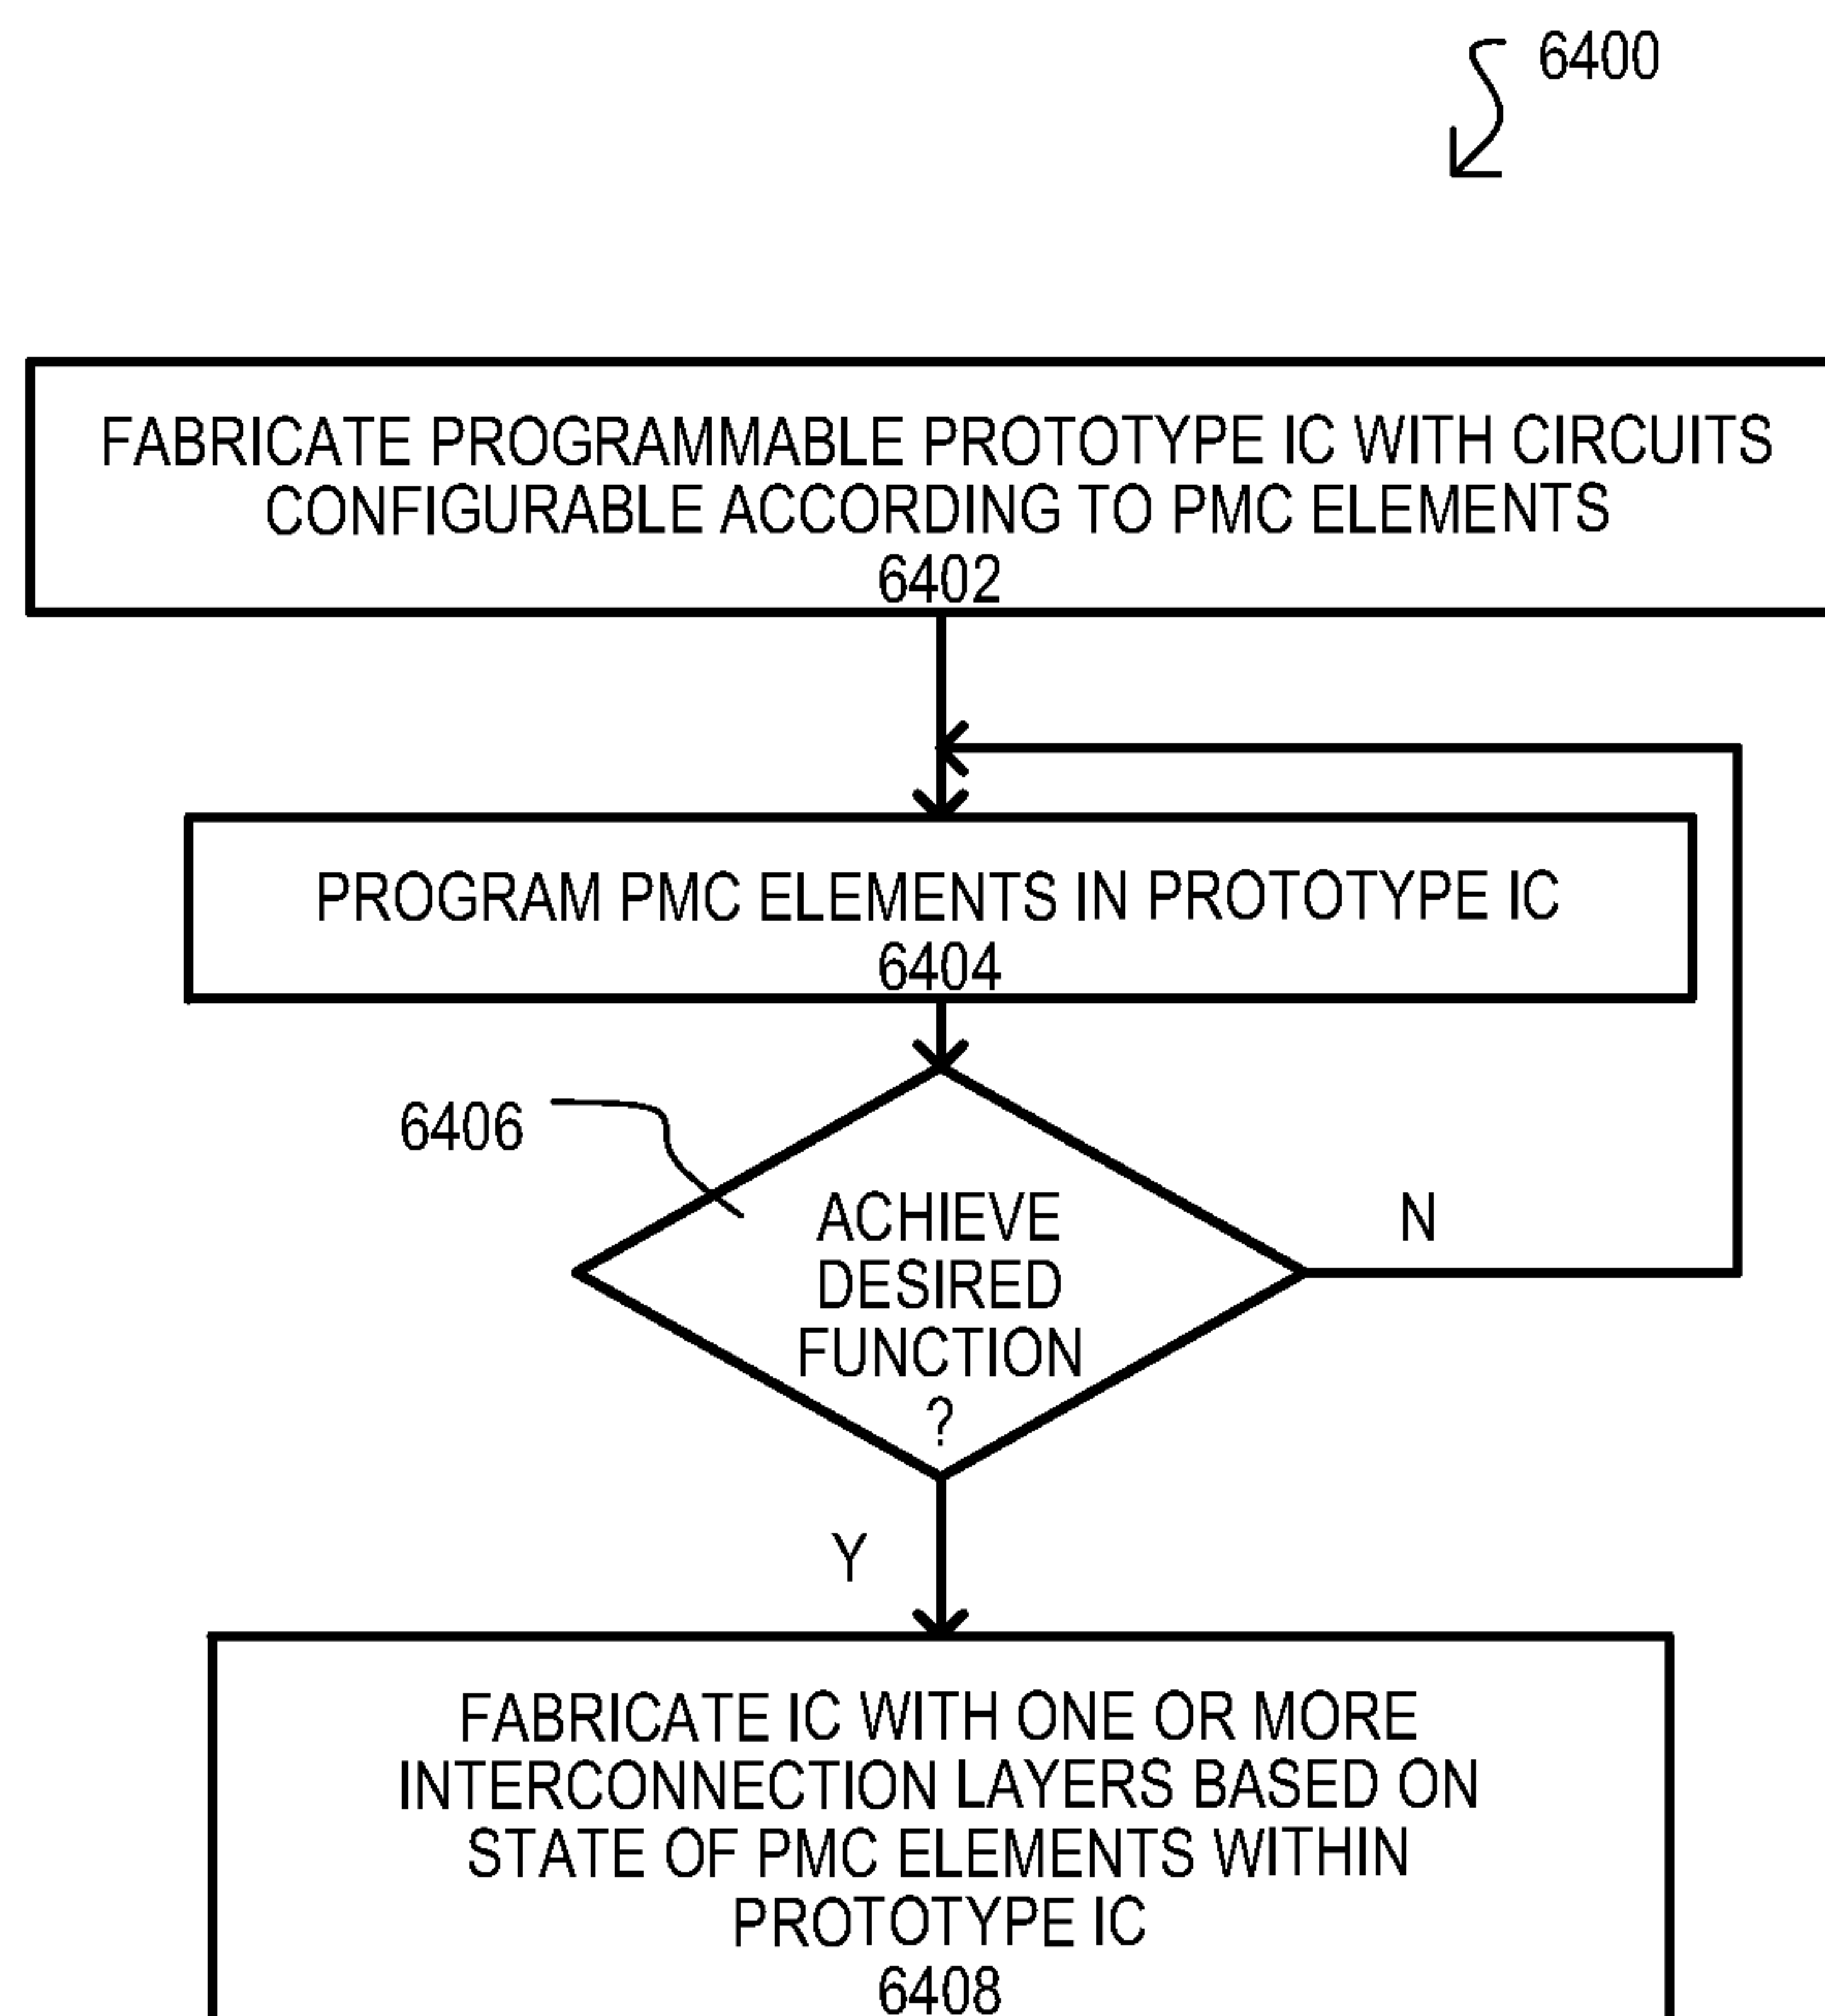 6400
FABRICATE PROGRAMMABLE PROTOTYPE IC WITH CIRCUITS
CONFIGURABLE ACCORDING TO PMC ELEMENTS
6402
PROGRAM PMC ELEMENTS IN PROTOTYPE IC
6404
6406
ACHIEVE
DESIRED
FUNCTION
?
N
Y
FABRICATE IC WITH ONE OR MORE
INTERCONNECTION LAYERS BASED ON
STATE OF PMC ELEMENTS WITHIN
PROTOTYPE IC
6408